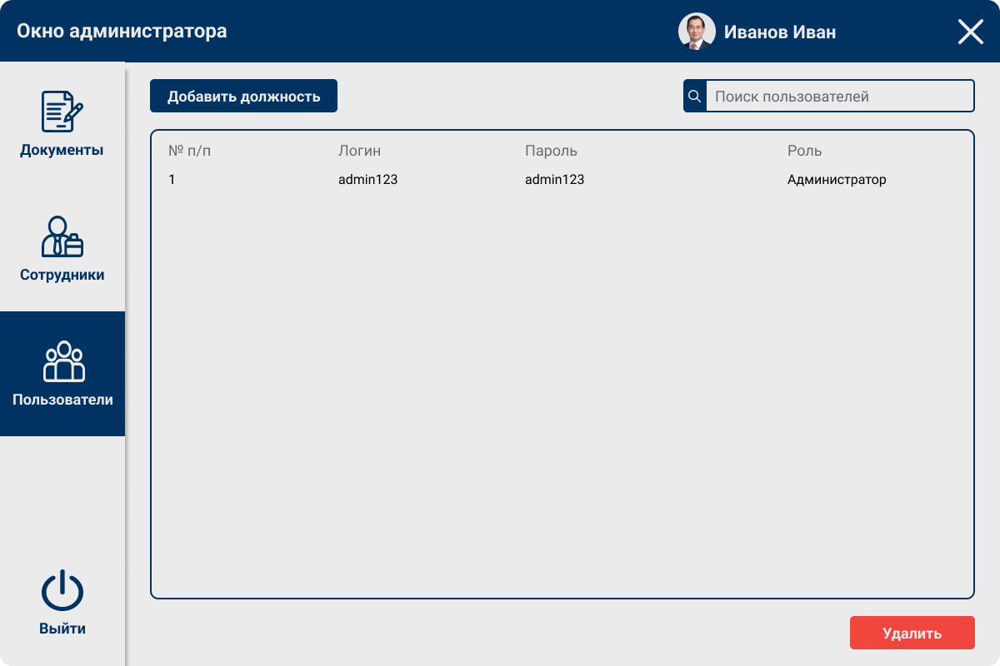 Окно администратора
Иванов Иван
Документы
Сотрудники
Пользователи
Выйти
Добавить должность
Поиск пользователей
№ п/п Логин Пароль Роль
1 admin123 admin123 Администратор
Удалить